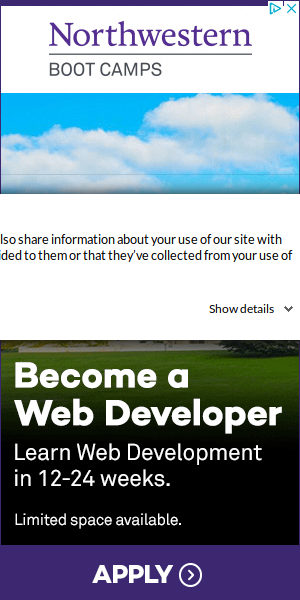 Northwestern
BOOT CAMPS
lso share information about your use of our site with
ided to them or that they've collected from your use of
Show details
Become a
Web Developer
Learn Web Development
in 12-24 weeks.
Limited space available.
APPLY